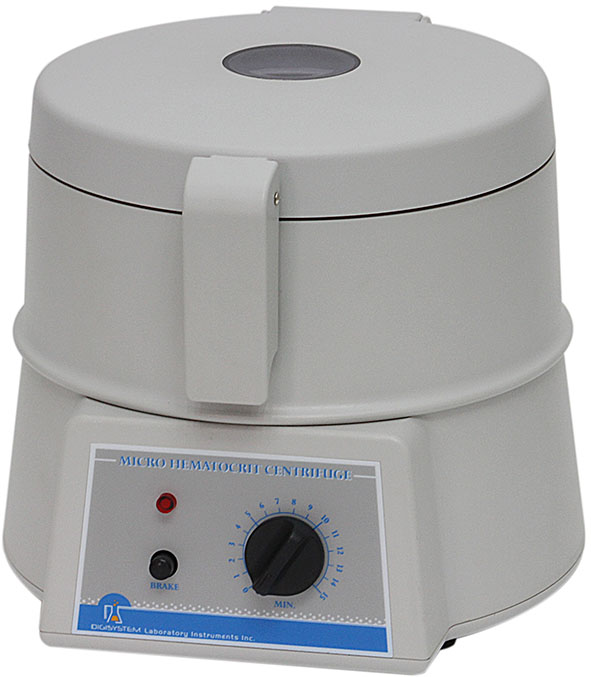 MICRO HEMATOCRIT CENTRIFUGE
0 1 2 3 4 5 6 7 8 9 10 11 12 13 14 15
BRAKE
MIN.
DS
DIGISYSTEM Laboratory Instruments Inc.